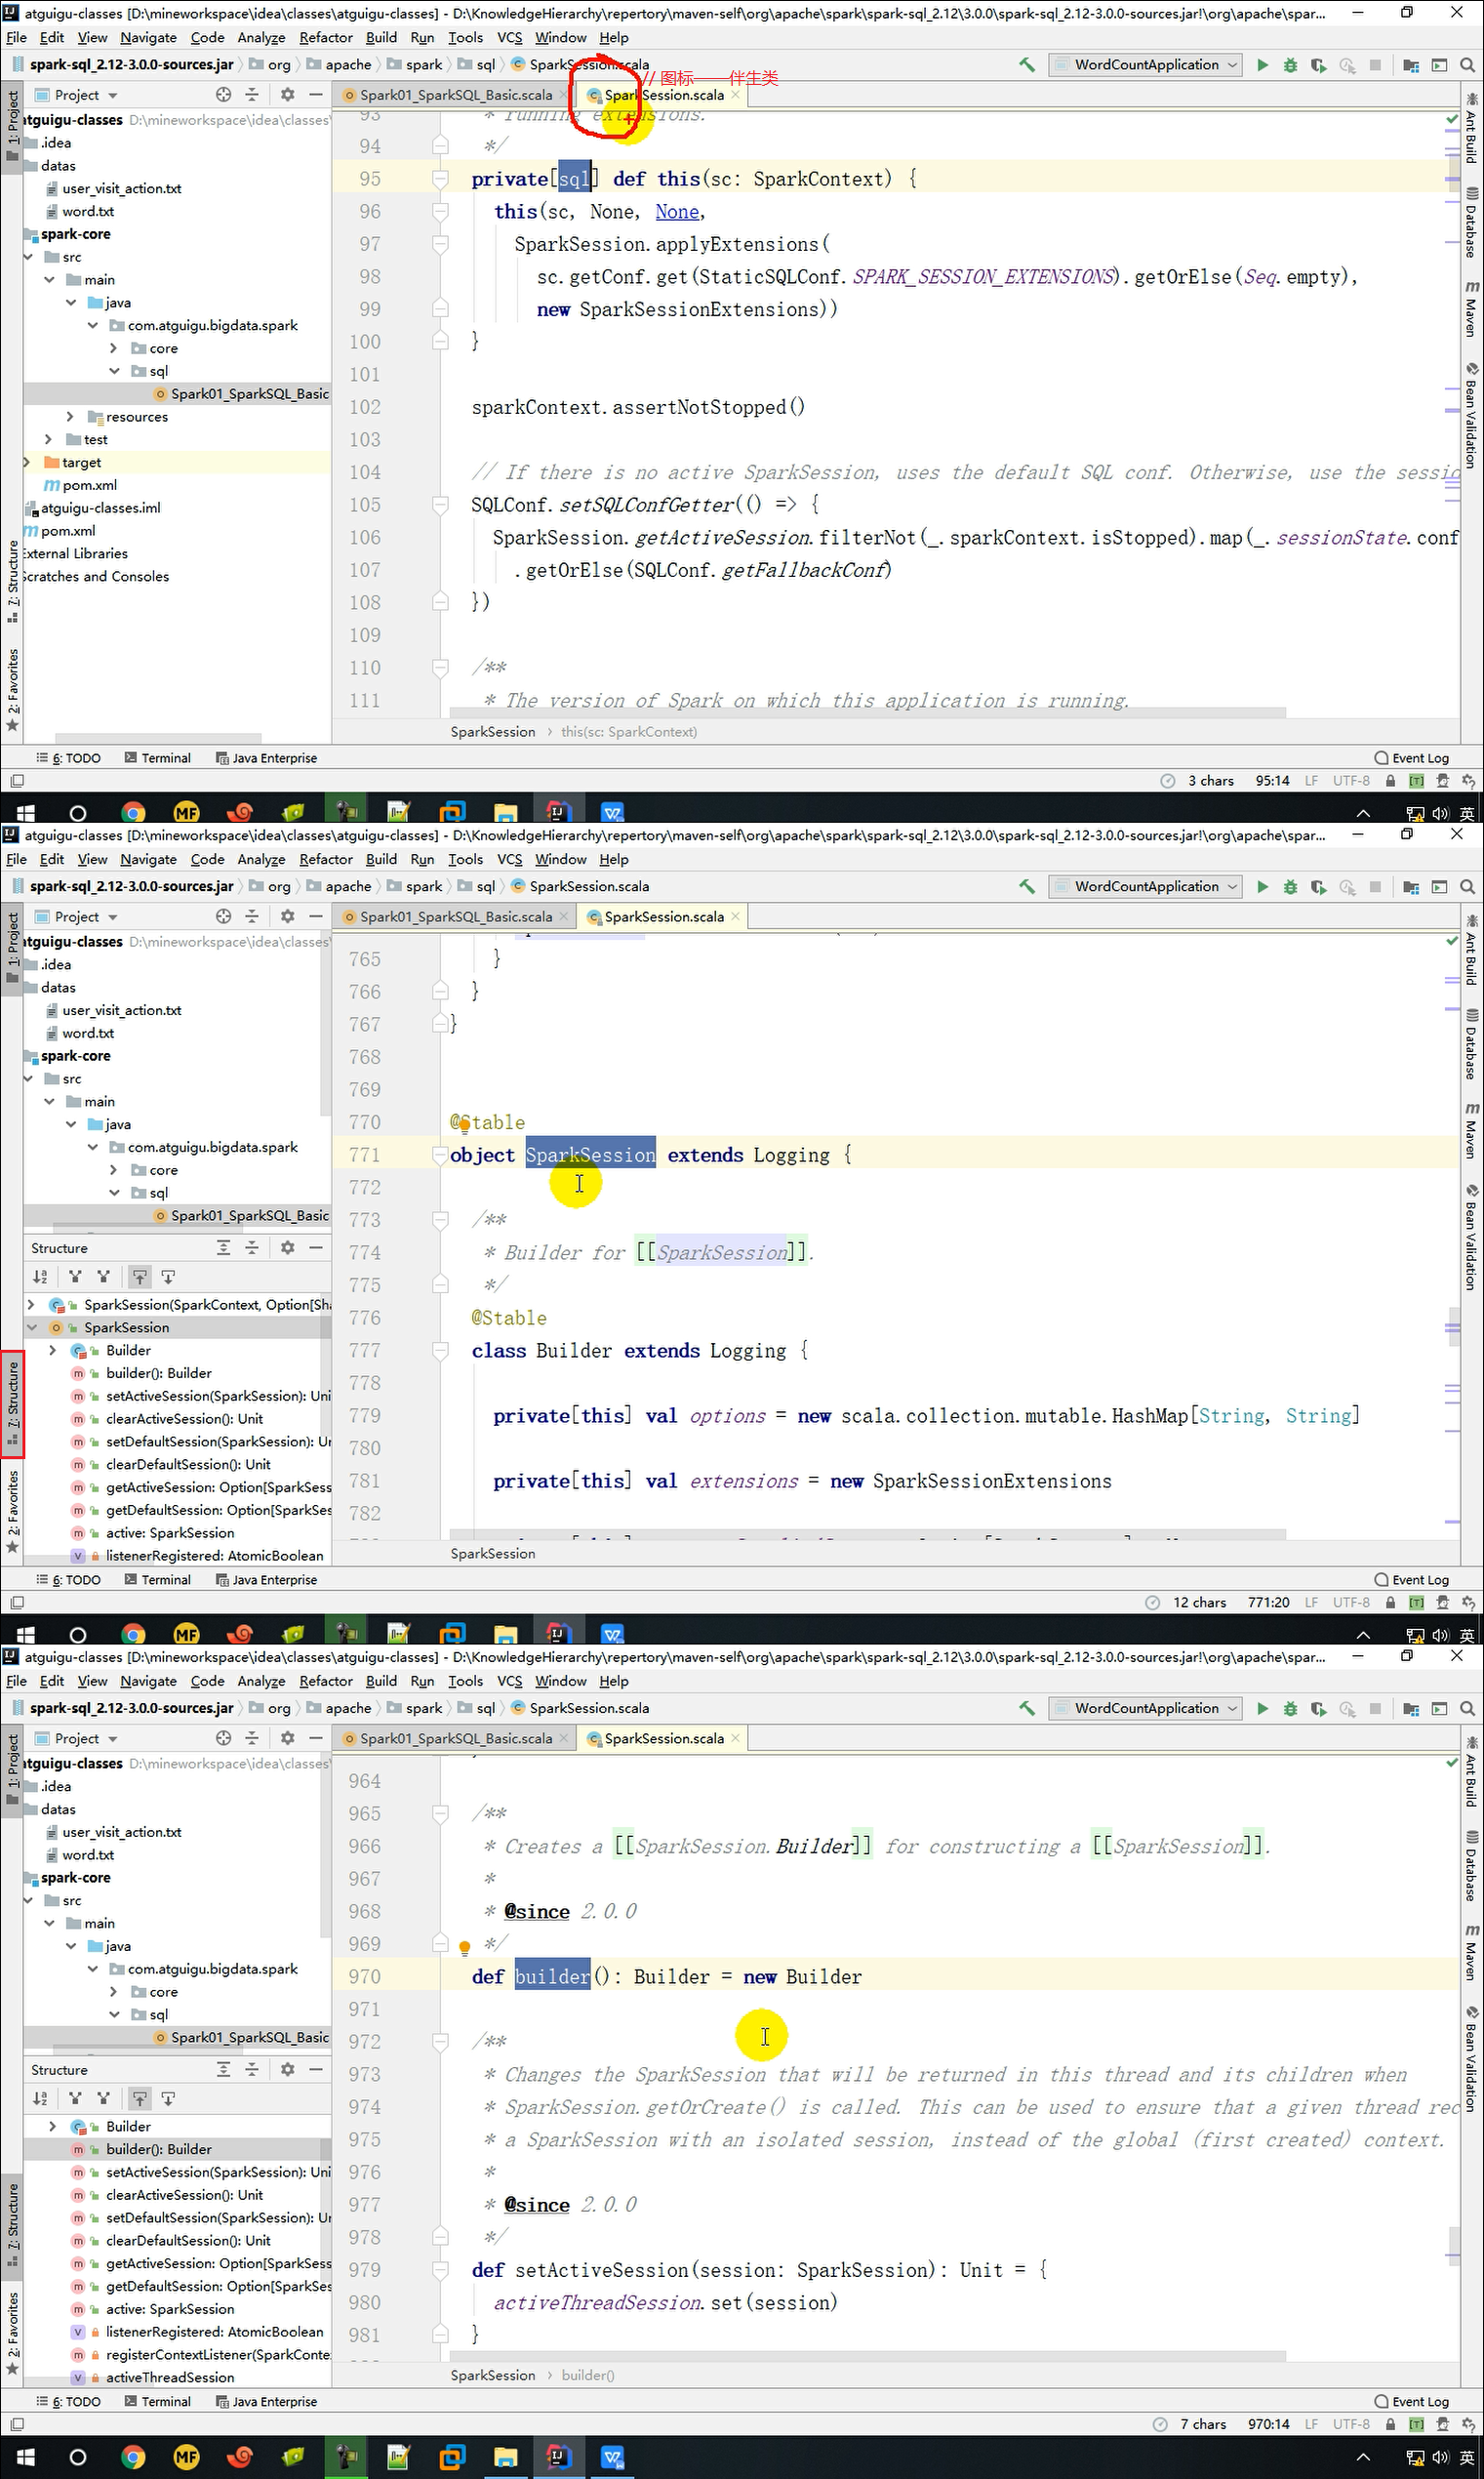 atguigu-classes [D:\mineworkspace\idea\classes\atguigu-classes] - D:\KnowledgeHierarchy\repertory\maven-self\org\apache\spark\spark-sql_2.12\3.0.0\spark-sql_2.12-3.0.0-sources.jar!\org\apache\spar...
File Edit View Navigate Code Analyze Refactor Build Run Tools VCS Window Help
spark-sql_2.12-3.0.0-sources.jar org apache spark sql SparkSession.scala WordCountApplication
// 图标——伴生类
Project Spark01_SparkSQL_Basic.scala SparkSession.scala
1: Project
7: Structure
2: Favorites
Ant Build
Database
Maven
Bean Validation
atguigu-classes D:\mineworkspace\idea\classes\
.idea
datas
user_visit_action.txt
word.txt
spark-core
src
main
java
com.atguigu.bigdata.spark
core
sql
Spark01_SparkSQL_Basic
resources
test
target
pom.xml
atguigu-classes.iml
pom.xml
External Libraries
Scratches and Consoles
93 * running extensions.
94 */
95 private[sql] def this(sc: SparkContext) {
96 this(sc, None, None,
97 SparkSession.applyExtensions(
98 sc.getConf.get(StaticSQLConf.SPARK_SESSION_EXTENSIONS).getOrElse(Seq.empty),
99 new SparkSessionExtensions))
100 }
101
102 sparkContext.assertNotStopped()
103
104 // If there is no active SparkSession, uses the default SQL conf. Otherwise, use the sessio
105 SQLConf.setSQLConfGetter(() => {
106 SparkSession.getActiveSession.filterNot(_.sparkContext.isStopped).map(_.sessionState.conf
107 .getOrElse(SQLConf.getFallbackConf)
108 })
109
110 /**
111 * The version of Spark on which this application is running.
SparkSession › this(sc: SparkContext)
6: TODO Terminal Java Enterprise Event Log
3 chars 95:14 LF UTF-8
英
atguigu-classes [D:\mineworkspace\idea\classes\atguigu-classes] - D:\KnowledgeHierarchy\repertory\maven-self\org\apache\spark\spark-sql_2.12\3.0.0\spark-sql_2.12-3.0.0-sources.jar!\org\apache\spar...
File Edit View Navigate Code Analyze Refactor Build Run Tools VCS Window Help
spark-sql_2.12-3.0.0-sources.jar org apache spark sql SparkSession.scala WordCountApplication
Project Spark01_SparkSQL_Basic.scala SparkSession.scala
1: Project
7: Structure
2: Favorites
Ant Build
Database
Maven
Bean Validation
atguigu-classes D:\mineworkspace\idea\classes\
.idea
datas
user_visit_action.txt
word.txt
spark-core
src
main
java
com.atguigu.bigdata.spark
core
sql
Spark01_SparkSQL_Basic
Structure
SparkSession(SparkContext, Option[Sha
SparkSession
Builder
builder(): Builder
setActiveSession(SparkSession): Uni
clearActiveSession(): Unit
setDefaultSession(SparkSession): Un
clearDefaultSession(): Unit
getActiveSession: Option[SparkSess
getDefaultSession: Option[SparkSes
active: SparkSession
listenerRegistered: AtomicBoolean
765 }
766 }
767 }
768
769
770 @Stable
771 object SparkSession extends Logging {
772
773 /**
774 * Builder for [[SparkSession]].
775 */
776 @Stable
777 class Builder extends Logging {
778
779 private[this] val options = new scala.collection.mutable.HashMap[String, String]
780
781 private[this] val extensions = new SparkSessionExtensions
782
SparkSession
6: TODO Terminal Java Enterprise Event Log
12 chars 771:20 LF UTF-8
英
atguigu-classes [D:\mineworkspace\idea\classes\atguigu-classes] - D:\KnowledgeHierarchy\repertory\maven-self\org\apache\spark\spark-sql_2.12\3.0.0\spark-sql_2.12-3.0.0-sources.jar!\org\apache\spar...
File Edit View Navigate Code Analyze Refactor Build Run Tools VCS Window Help
spark-sql_2.12-3.0.0-sources.jar org apache spark sql SparkSession.scala WordCountApplication
Project Spark01_SparkSQL_Basic.scala SparkSession.scala
1: Project
7: Structure
2: Favorites
Ant Build
Database
Maven
Bean Validation
atguigu-classes D:\mineworkspace\idea\classes\
.idea
datas
user_visit_action.txt
word.txt
spark-core
src
main
java
com.atguigu.bigdata.spark
core
sql
Spark01_SparkSQL_Basic
Structure
Builder
builder(): Builder
setActiveSession(SparkSession): Uni
clearActiveSession(): Unit
setDefaultSession(SparkSession): Un
clearDefaultSession(): Unit
getActiveSession: Option[SparkSess
getDefaultSession: Option[SparkSes
active: SparkSession
listenerRegistered: AtomicBoolean
registerContextListener(SparkConte
activeThreadSession
964
965 /**
966 * Creates a [[SparkSession.Builder]] for constructing a [[SparkSession]].
967 *
968 * @since 2.0.0
969 */
970 def builder(): Builder = new Builder
971
972 /**
973 * Changes the SparkSession that will be returned in this thread and its children when
974 * SparkSession.getOrCreate() is called. This can be used to ensure that a given thread rec
975 * a SparkSession with an isolated session, instead of the global (first created) context.
976 *
977 * @since 2.0.0
978 */
979 def setActiveSession(session: SparkSession): Unit = {
980 activeThreadSession.set(session)
981 }
SparkSession › builder()
6: TODO Terminal Java Enterprise Event Log
7 chars 970:14 LF UTF-8
英